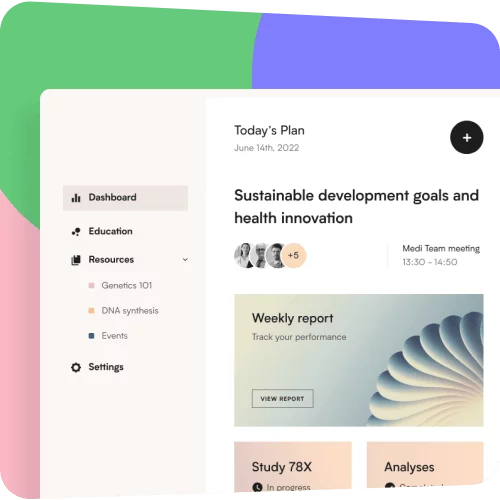 Today's Plan
June 14th, 2022
+
Dashboard
Education
Resources
Genetics 101
DNA synthesis
Events
Settings
Sustainable development goals and
health innovation
+5
Medi Team meeting
13:30 – 14:50
Weekly report
Track your performance
VIEW REPORT
Study 78X
In progress
Analyses